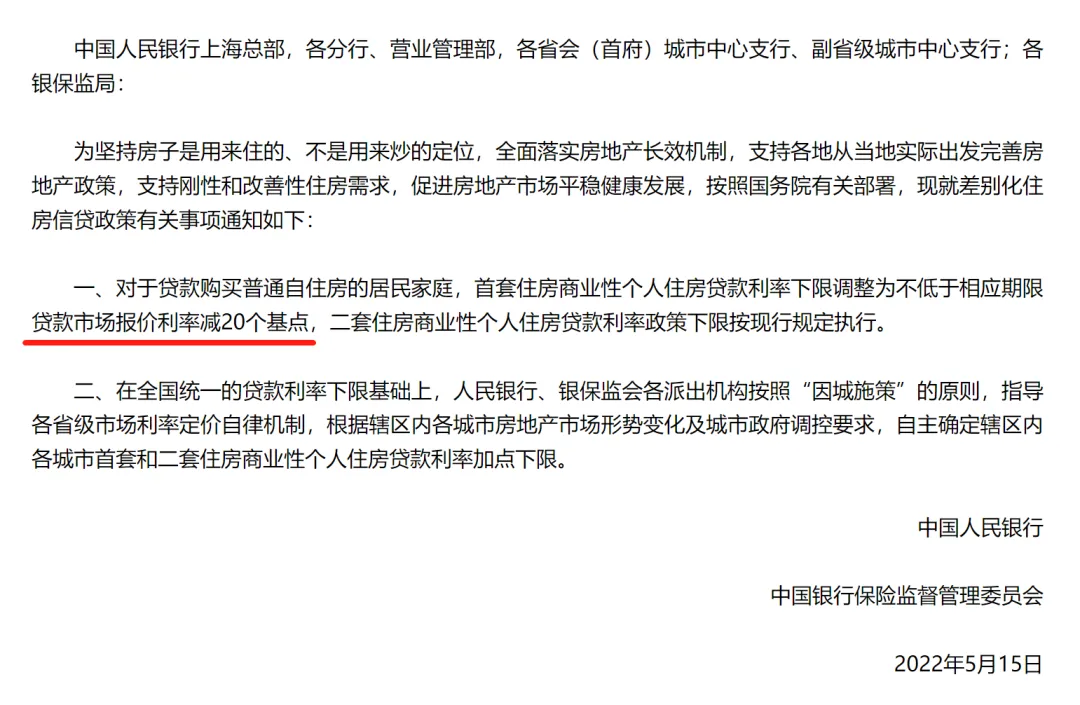 中国人民银行上海总部，各分行、营业管理部，各省会（首府）城市中心支行、副省级城市中心支行；各
银保监局：
为坚持房子是用来住的、不是用来炒的定位，全面落实房地产长效机制，支持各地从当地实际出发完善房
地产政策，支持刚性和改善性住房需求，促进房地产市场平稳健康发展，按照国务院有关部署，现就差别化住
房信贷政策有关事项通知如下：
一、对于贷款购买普通自住房的居民家庭，首套住房商业性个人住房贷款利率下限调整为不低于相应期限
贷款市场报价利率减20个基点，二套住房商业性个人住房贷款利率政策下限按现行规定执行。
二、在全国统一的贷款利率下限基础上，人民银行、银保监会各派出机构按照“因城施策”的原则，指导
各省级市场利率定价自律机制，根据辖区内各城市房地产市场形势变化及城市政府调控要求，自主确定辖区内
各城市首套和二套住房商业性个人住房贷款利率加点下限。
中国人民银行
中国银行保险监督管理委员会
2022年5月15日